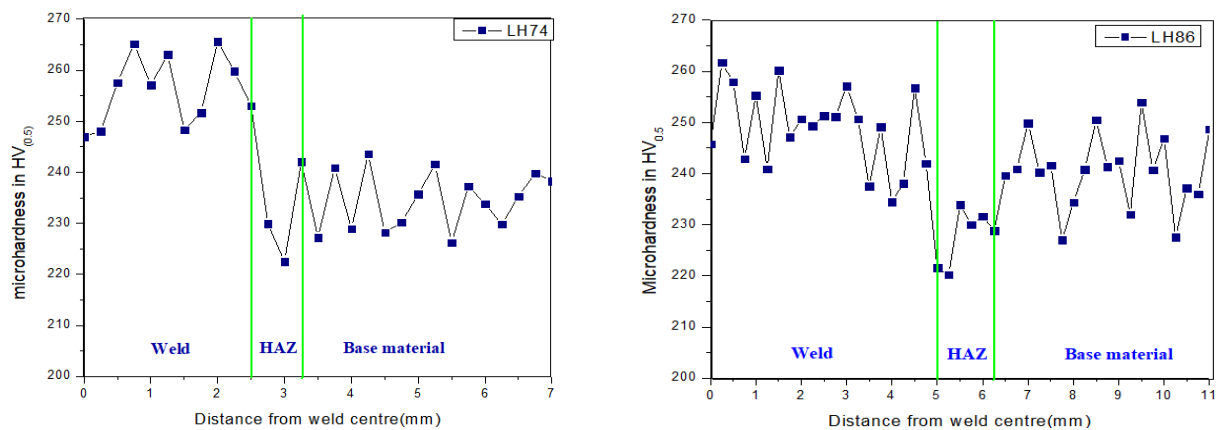 microhardness in HV(0.5)
270
260
250
240
230
220
210
200
LH74
Weld
HAZ
Base material
0 1 2 3 4 5 6 7
Distance from weld centre(mm)
Microhardness in HV0.5
270
260
250
240
230
220
210
200
LH86
Weld
HAZ
Base material
0 1 2 3 4 5 6 7 8 9 10 11
Distance from weld centre(mm)